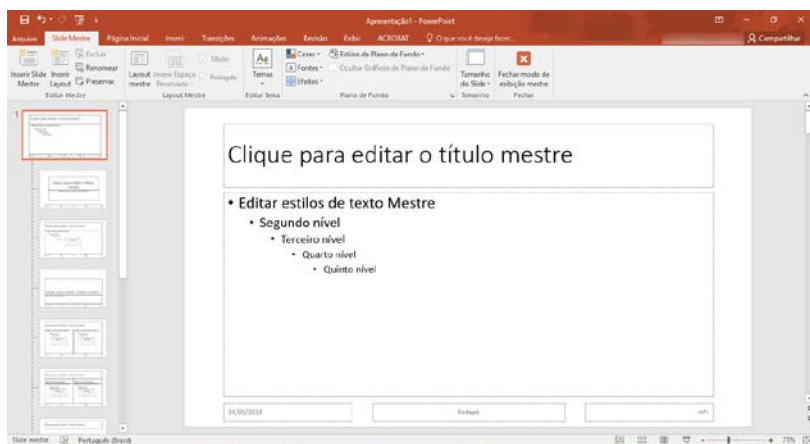 Apresentação1 - PowerPoint
Arquivo Slide Mestre Página Inicial Inserir Transições Animações Revisão Exibir ACROBAT O que você deseja fazer... Compartilhar
Inserir Slide Mestre
Inserir Layout
Excluir
Renomear
Preservar
Editar Mestre
Layout mestre
Inserir Espaço Reservado
Título
Rodapés
Layout Mestre
Aa
Temas
Editar Tema
Cores
Fontes
Efeitos
Estilos de Plano de Fundo
Ocultar Gráficos de Plano de Fundo
Plano de Fundo
Tamanho do Slide
Tamanho
Fechar modo de exibição mestre
Fechar
1
Clique para editar o título mestre
• Editar estilos de texto Mestre
• Segundo nível
• Terceiro nível
• Quarto nível
• Quinto nível
Rodapé
‹nº›
Slide mestre Português (Brasil) 75%